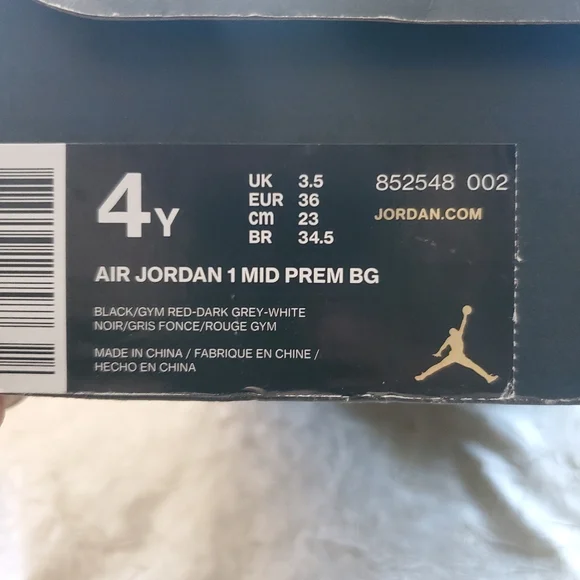 4Y
UK 3.5
EUR 36
cm 23
BR 34.5
852548 002
JORDAN.COM
AIR JORDAN 1 MID PREM BG
BLACK/GYM RED-DARK GREY-WHITE
NOIR/GRIS FONCE/ROUGE GYM
MADE IN CHINA / FABRIQUE EN CHINE /
HECHO EN CHINA